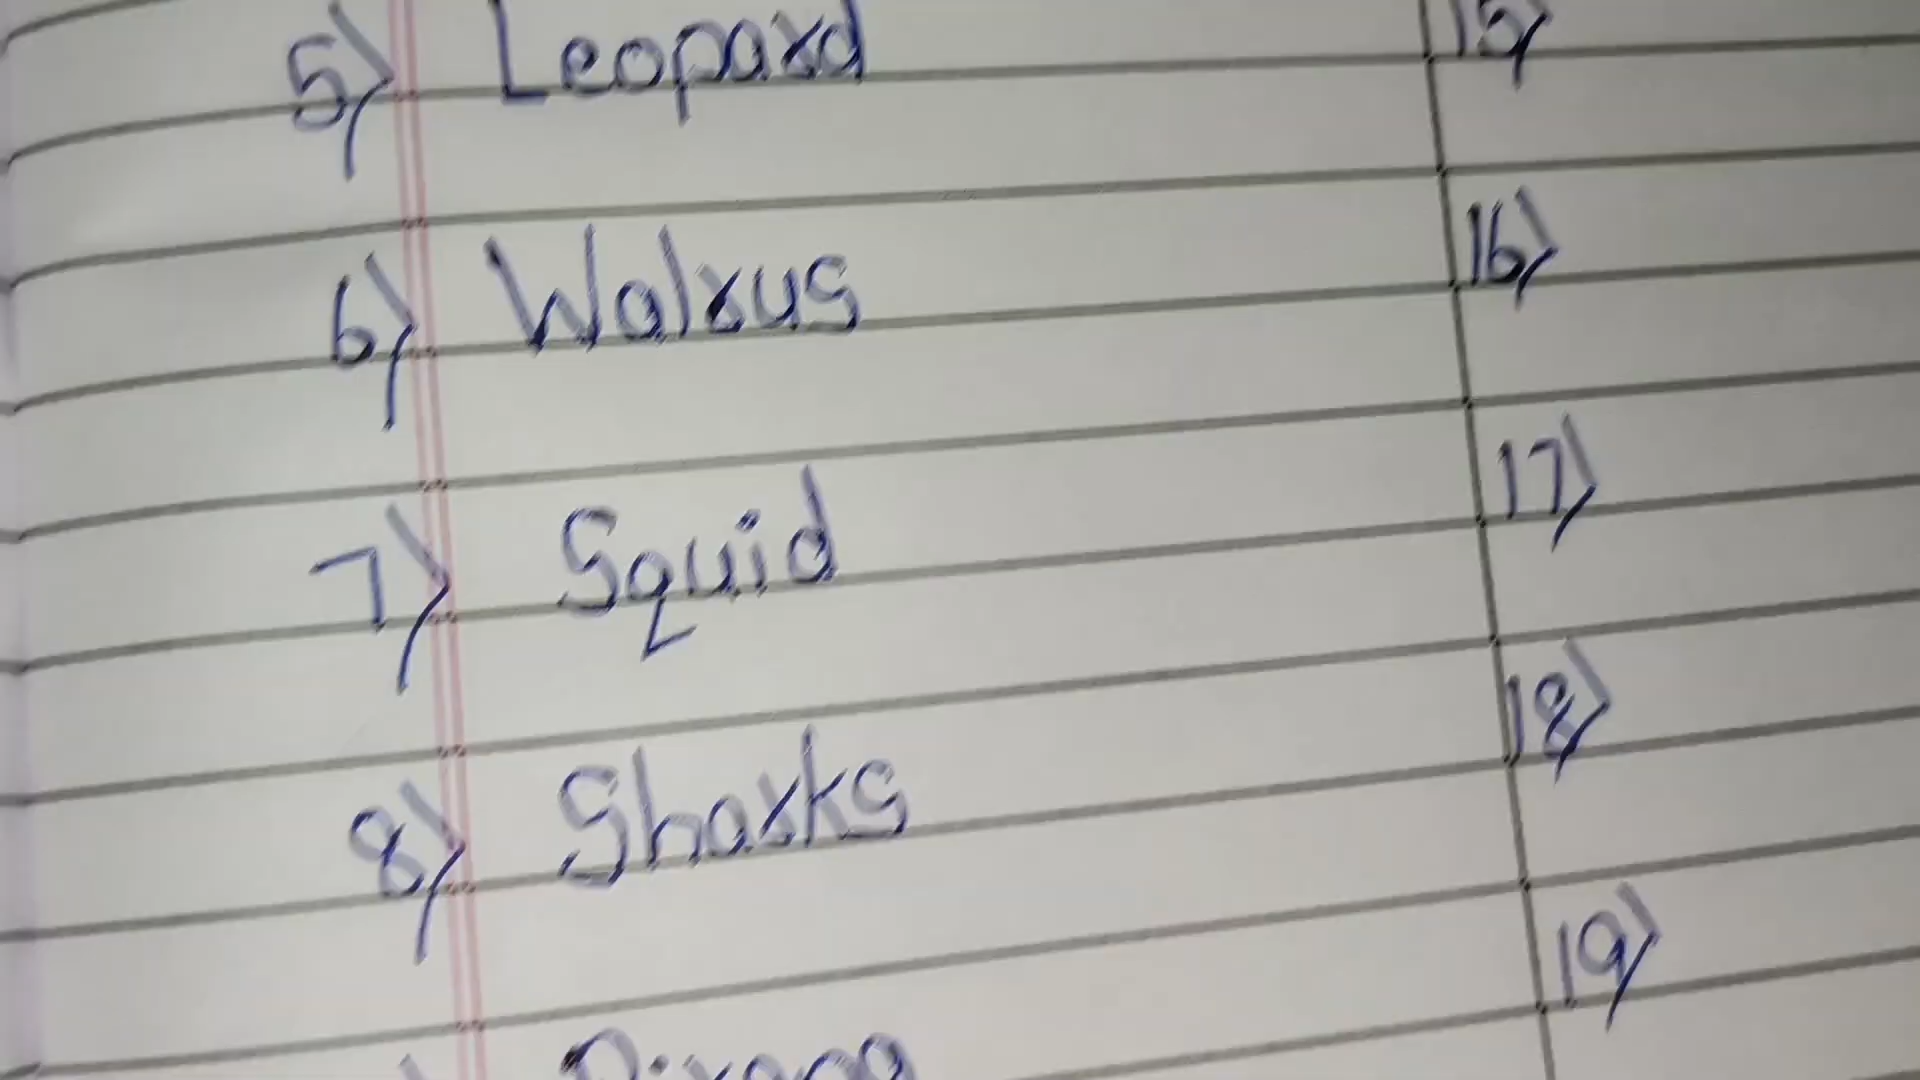 5) Leopard
15)
6) Walrus
16)
7) Squid
17)
8) Sharks
18)
19)